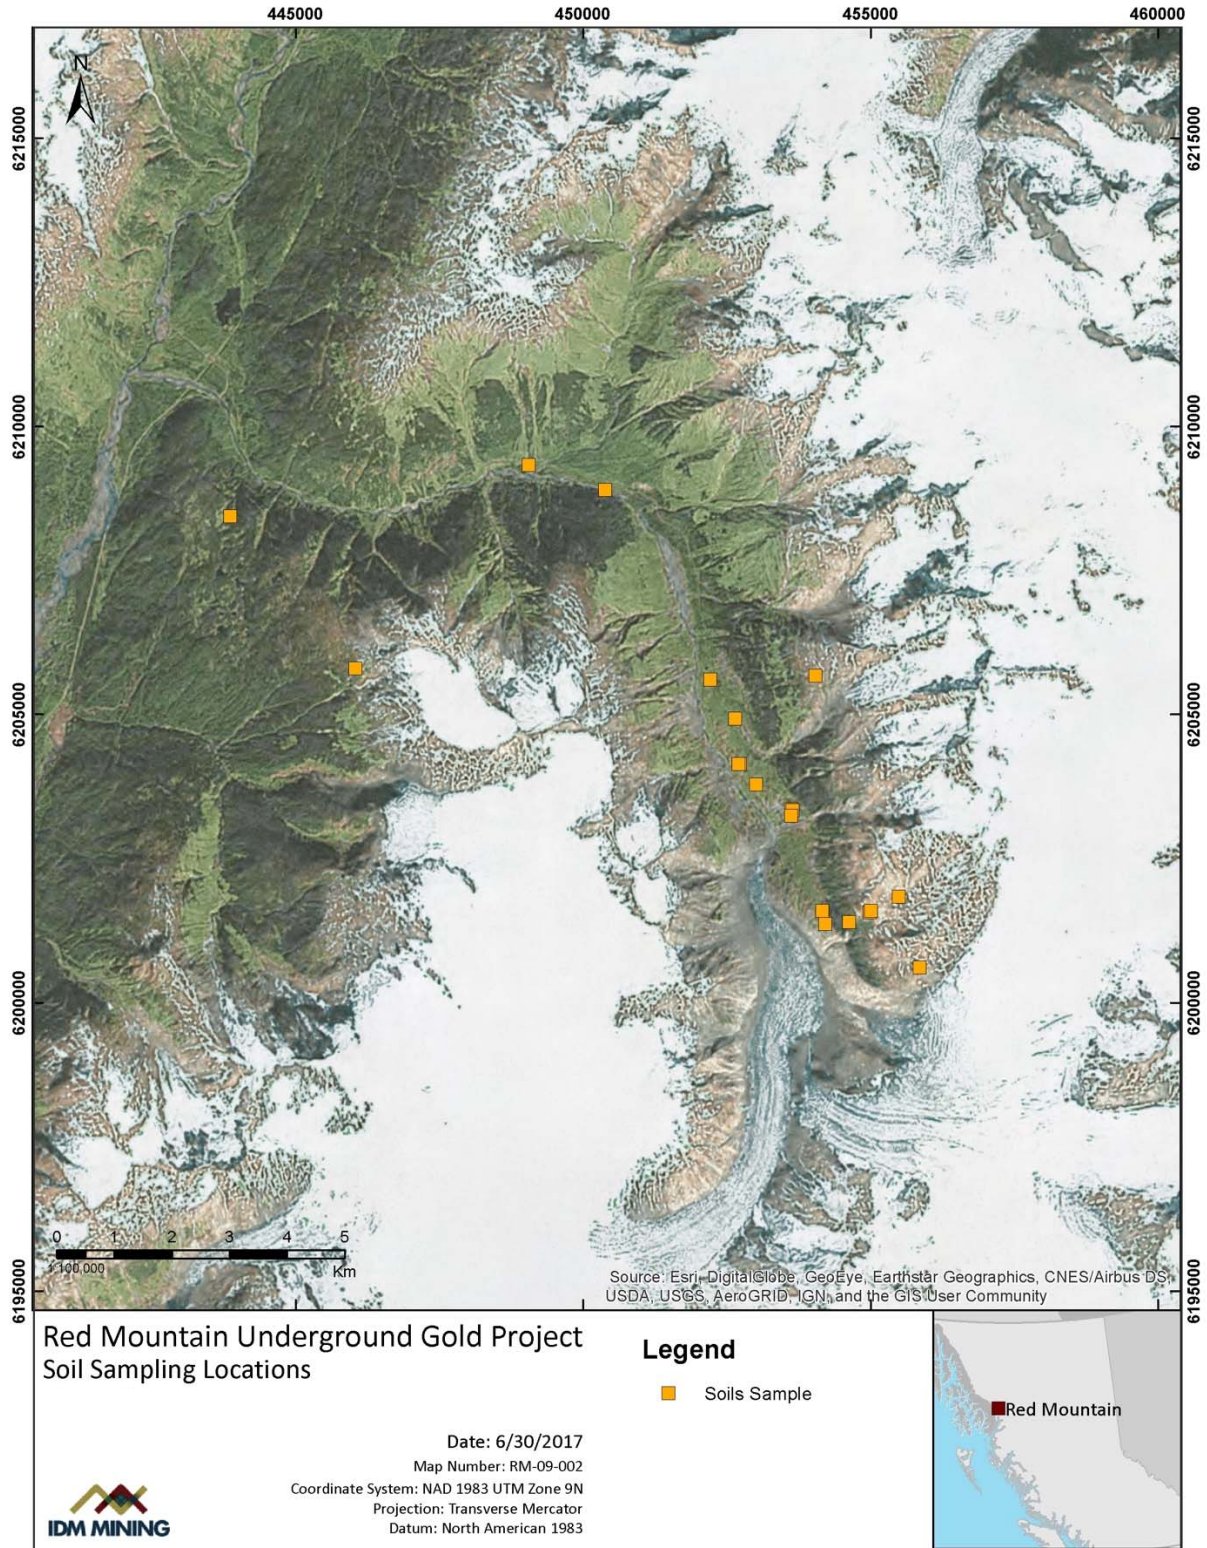 445000 450000 455000 460000
N
6215000 6215000
6210000 6210000
6205000 6205000
6200000 6200000
6195000 6195000
0 1 2 3 4 5
1:100,000 Km
Source: Esri, DigitalGlobe, GeoEye, Earthstar Geographics, CNES/Airbus DS,
USDA, USGS, AeroGRID, IGN, and the GIS User Community
Red Mountain Underground Gold Project
Soil Sampling Locations
Legend
Soils Sample
Red Mountain
Date: 6/30/2017
Map Number: RM-09-002
Coordinate System: NAD 1983 UTM Zone 9N
Projection: Transverse Mercator
Datum: North American 1983
IDM MINING